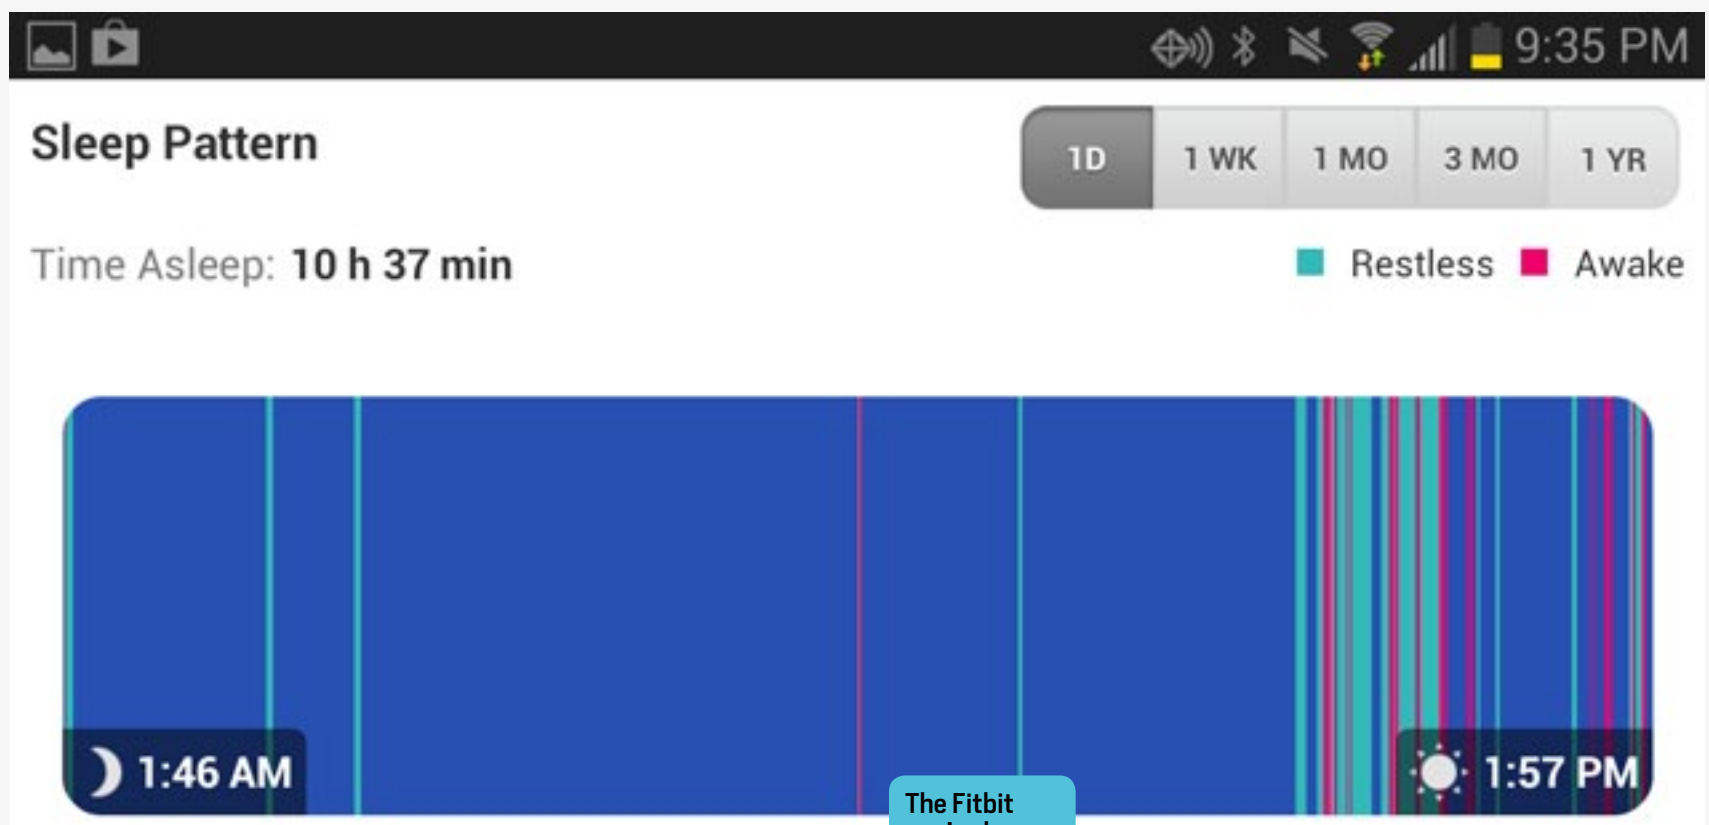 9:35 PM
Sleep Pattern
1D 1 WK 1 MO 3 MO 1 YR
Time Asleep: 10 h 37 min
Restless Awake
1:46 AM
1:57 PM
The Fitbit